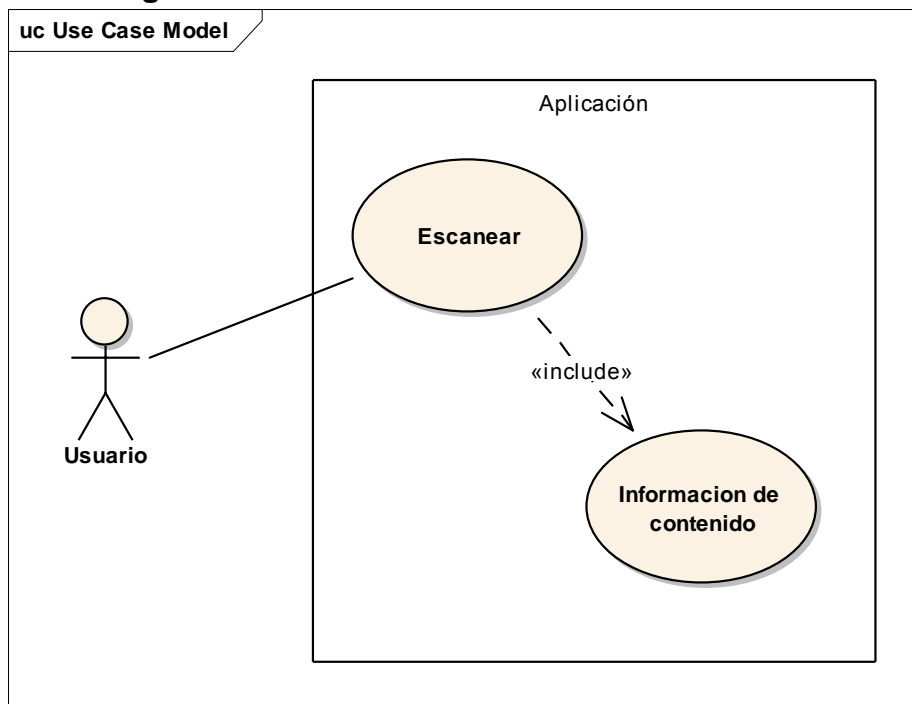 uc Use Case Model
Aplicación
Escanear
«include»
Usuario
Informacion de
contenido